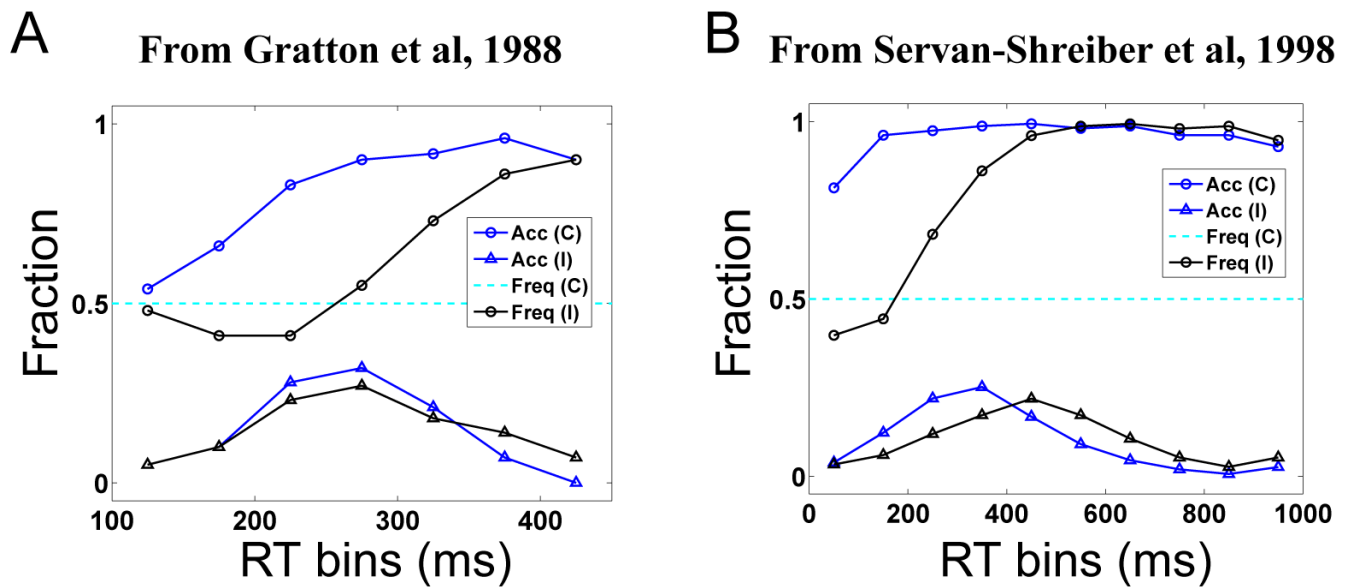 A
From Gratton et al, 1988
1
0.5
0
Fraction
100
200
300
400
RT bins (ms)
Acc (C)
Acc (I)
Freq (C)
Freq (I)
B
From Servan-Shreiber et al, 1998
1
0.5
0
Fraction
0
200
400
600
800
1000
RT bins (ms)
Acc (C)
Acc (I)
Freq (C)
Freq (I)